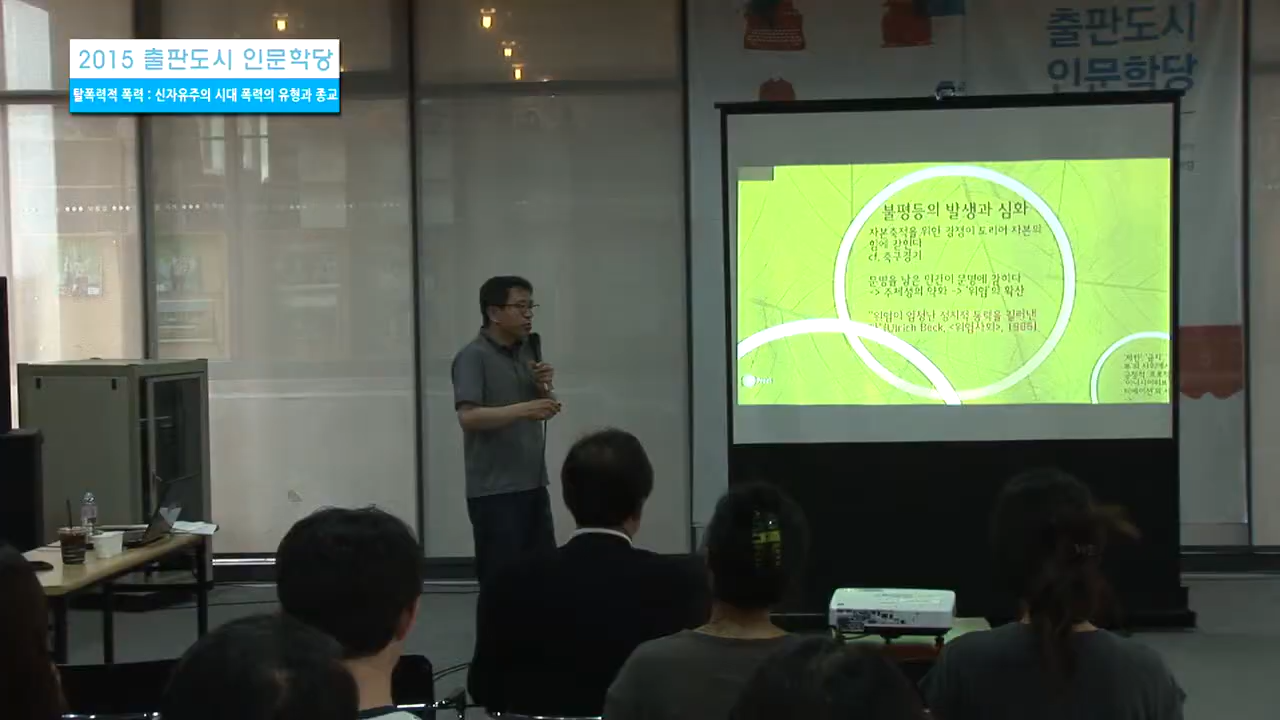 2015 출판도시 인문학당
탈폭력적 폭력 : 신자유주의 시대 폭력의 유형과 종교
출판도시
인문학당
불평등의 발생과 심화
자본축적을 위한 경쟁이 도리어 자본의
힘에 갇힌다
cf. 축구경기
문명을 낳은 인간이 문명에 갇히다
-> 주체성의 약화 -> '위험'의 확산
"위험이 엄청난 정치적 동력을 길러낸
Ulrich Beck, <위험사회>, (1986)